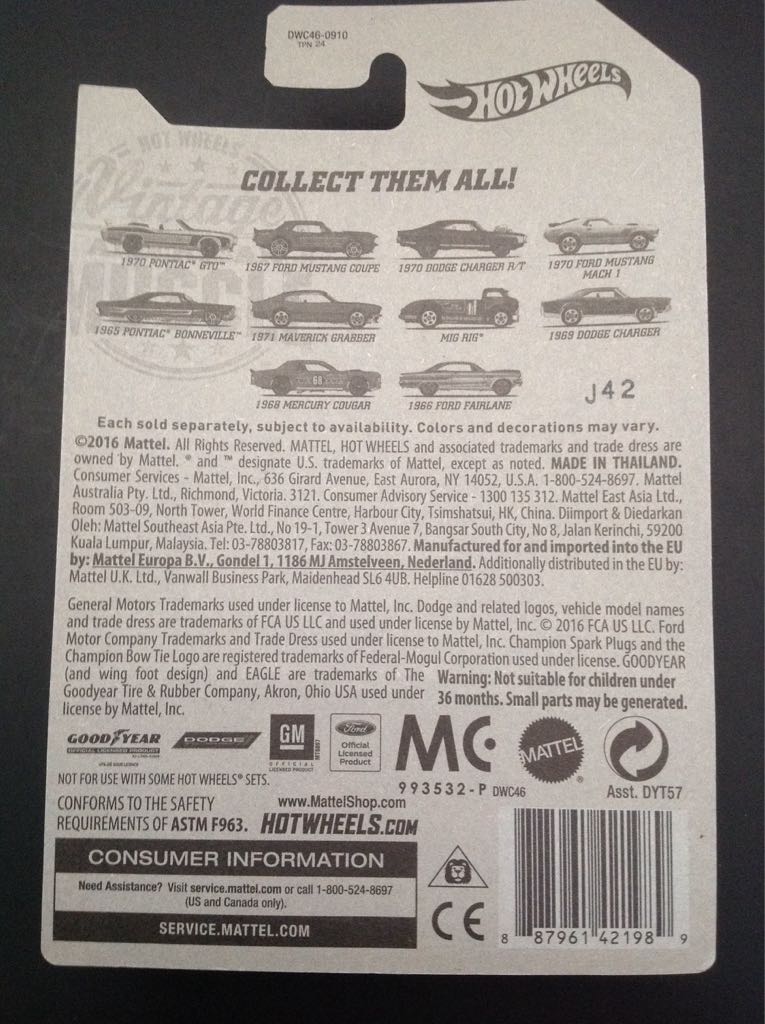 DWC46-0910
TPN 24
HOT WHEELS
HOT WHEELS
Vintage
MUSCLE
COLLECT THEM ALL!
1970 PONTIAC® GTO™
1967 FORD MUSTANG COUPE
1970 DODGE CHARGER R/T
1970 FORD MUSTANG
MACH 1
1965 PONTIAC® BONNEVILLE™
1971 MAVERICK GRABBER
MIG RIG®
1969 DODGE CHARGER
68
1968 MERCURY COUGAR
1966 FORD FAIRLANE
J42
Each sold separately, subject to availability. Colors and decorations may vary.
©2016 Mattel. All Rights Reserved. MATTEL, HOT WHEELS and associated trademarks and trade dress are
owned by Mattel. ® and ™ designate U.S. trademarks of Mattel, except as noted. MADE IN THAILAND.
Consumer Services - Mattel, Inc., 636 Girard Avenue, East Aurora, NY 14052, U.S.A. 1-800-524-8697. Mattel
Australia Pty. Ltd., Richmond, Victoria. 3121. Consumer Advisory Service - 1300 135 312. Mattel East Asia Ltd.,
Room 503-09, North Tower, World Finance Centre, Harbour City, Tsimshatsui, HK, China. Diimport & Diedarkan
Oleh: Mattel Southeast Asia Pte. Ltd., No 19-1, Tower 3 Avenue 7, Bangsar South City, No 8, Jalan Kerinchi, 59200
Kuala Lumpur, Malaysia. Tel: 03-78803817, Fax: 03-78803867. Manufactured for and imported into the EU
by: Mattel Europa B.V., Gondel 1, 1186 MJ Amstelveen, Nederland. Additionally distributed in the EU by:
Mattel U.K. Ltd., Vanwall Business Park, Maidenhead SL6 4UB. Helpline 01628 500303.
General Motors Trademarks used under license to Mattel, Inc. Dodge and related logos, vehicle model names
and trade dress are trademarks of FCA US LLC and used under license by Mattel, Inc. © 2016 FCA US LLC. Ford
Motor Company Trademarks and Trade Dress used under license to Mattel, Inc. Champion Spark Plugs and the
Champion Bow Tie Logo are registered trademarks of Federal-Mogul Corporation used under license. GOODYEAR
(and wing foot design) and EAGLE are trademarks of The
Goodyear Tire & Rubber Company, Akron, Ohio USA used under
license by Mattel, Inc.
Warning: Not suitable for children under
36 months. Small parts may be generated.
GOODYEAR
OFFICIAL LICENSED PRODUCT
DODGE
GM
OFFICIAL
LICENSED PRODUCT
Ford
Official
Licensed
Product
MC
993532-P DWC46
MATTEL®
Asst. DYT57
NOT FOR USE WITH SOME HOT WHEELS® SETS.
CONFORMS TO THE SAFETY
REQUIREMENTS OF ASTM F963.
www.MattelShop.com
HOTWHEELS.COM
CONSUMER INFORMATION
Need Assistance? Visit service.mattel.com or call 1-800-524-8697
(US and Canada only).
SERVICE.MATTEL.COM
CE
8 87961 42198 9